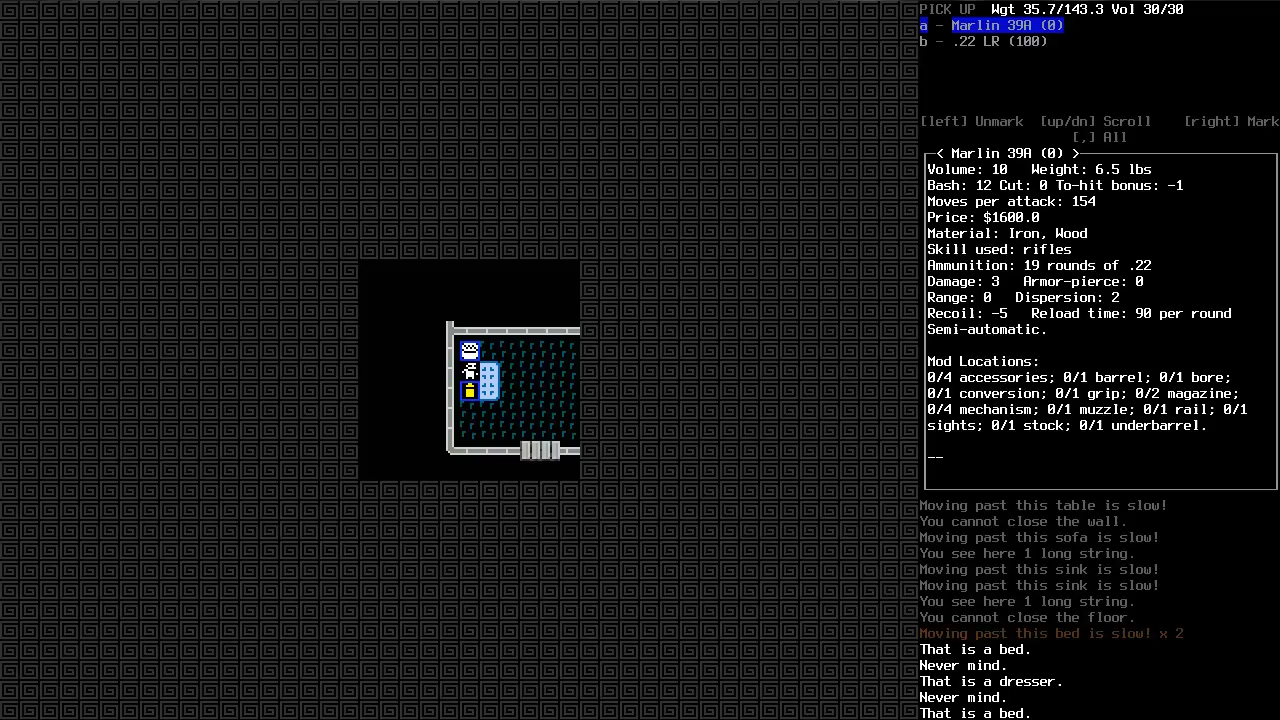 PICK UP  Wgt 35.7/143.3 Vol 30/30
a - Marlin 39A (0)
b - .22 LR (100)
[left] Unmark  [up/dn] Scroll    [right] Mark
[,] All
< Marlin 39A (0) >
Volume: 10   Weight: 6.5 lbs
Bash: 12 Cut: 0 To-hit bonus: -1
Moves per attack: 154
Price: $1600.0
Material: Iron, Wood
Skill used: rifles
Ammunition: 19 rounds of .22
Damage: 3   Armor-pierce: 0
Range: 0   Dispersion: 2
Recoil: -5   Reload time: 90 per round
Semi-automatic.
Mod Locations:
0/4 accessories; 0/1 barrel; 0/1 bore;
0/1 conversion; 0/1 grip; 0/2 magazine;
0/4 mechanism; 0/1 muzzle; 0/1 rail; 0/1
sights; 0/1 stock; 0/1 underbarrel.
--
Moving past this table is slow!
You cannot close the wall.
Moving past this sofa is slow!
You see here 1 long string.
Moving past this sink is slow!
Moving past this sink is slow!
You see here 1 long string.
You cannot close the floor.
Moving past this bed is slow! x 2
That is a bed.
Never mind.
That is a dresser.
Never mind.
That is a bed.